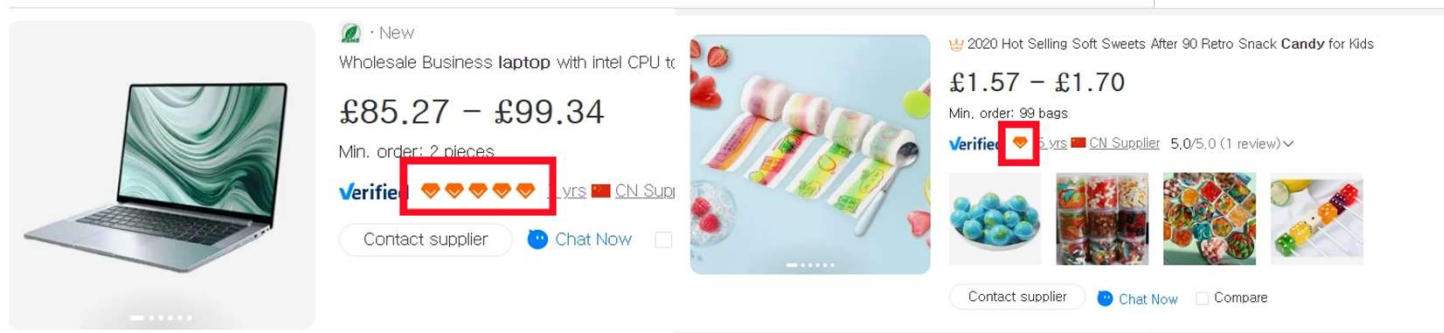 · New
Wholesale Business laptop with intel CPU to
£85.27 - £99.34
Min. order: 2 pieces
Verified yrs CN Supp
Contact supplier Chat Now
2020 Hot Selling Soft Sweets After 90 Retro Snack Candy for Kids
£1.57 - £1.70
Min. order: 99 bags
Verified 5 yrs CN Supplier 5.0/5.0 (1 review)
Contact supplier Chat Now Compare